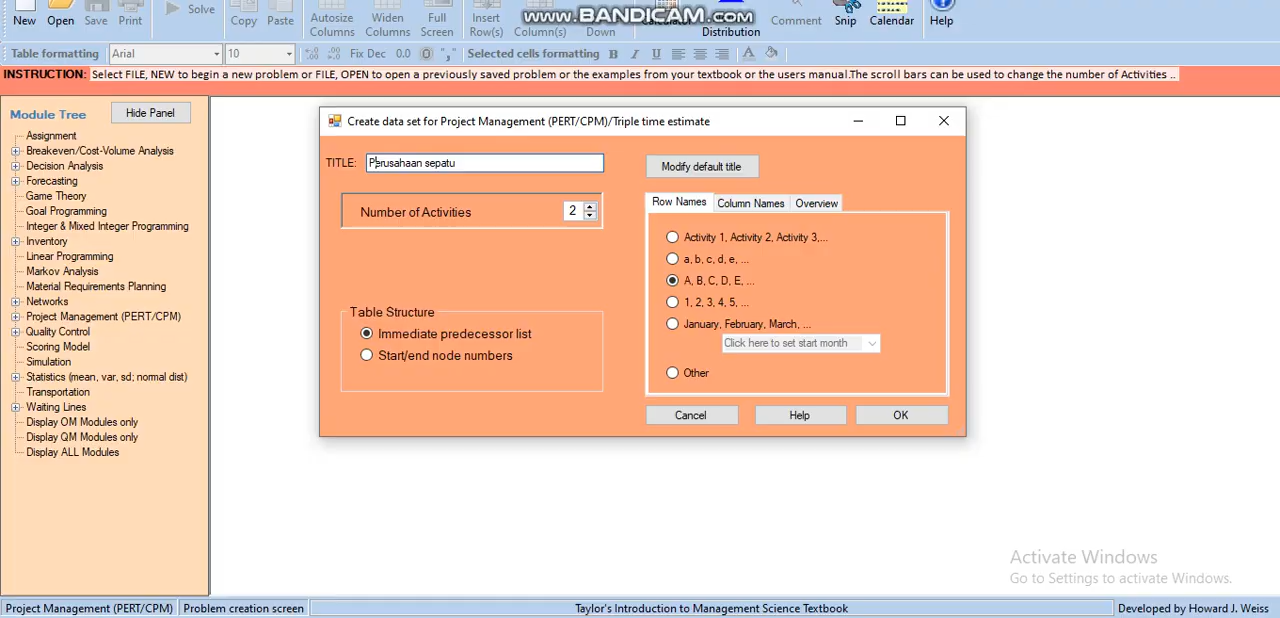 www.BANDICAM.com
New Open Save Print Solve Copy Paste Autosize Columns Widen Columns Full Screen Insert Row(s) Column(s) Down Distribution Comment Snip Calendar Help
Table formatting Arial 10 Fix Dec 0.0 Selected cells formatting B I U A
INSTRUCTION: Select FILE, NEW to begin a new problem or FILE, OPEN to open a previously saved problem or the examples from your textbook or the users manual.The scroll bars can be used to change the number of Activities ..
Module Tree
Hide Panel
Assignment
Breakeven/Cost-Volume Analysis
Decision Analysis
Forecasting
Game Theory
Goal Programming
Integer & Mixed Integer Programming
Inventory
Linear Programming
Markov Analysis
Material Requirements Planning
Networks
Project Management (PERT/CPM)
Quality Control
Scoring Model
Simulation
Statistics (mean, var, sd; normal dist)
Transportation
Waiting Lines
Display OM Modules only
Display QM Modules only
Display ALL Modules
Create data set for Project Management (PERT/CPM)/Triple time estimate
TITLE: Perusahaan sepatu
Modify default title
Number of Activities 2
Table Structure
Immediate predecessor list
Start/end node numbers
Row Names Column Names Overview
Activity 1, Activity 2, Activity 3,...
a, b, c, d, e, ...
A, B, C, D, E, ...
1, 2, 3, 4, 5, ...
January, February, March, ...
Click here to set start month
Other
Cancel Help OK
Activate Windows
Go to Settings to activate Windows.
Project Management (PERT/CPM) Problem creation screen Taylor's Introduction to Management Science Textbook Developed by Howard J. Weiss